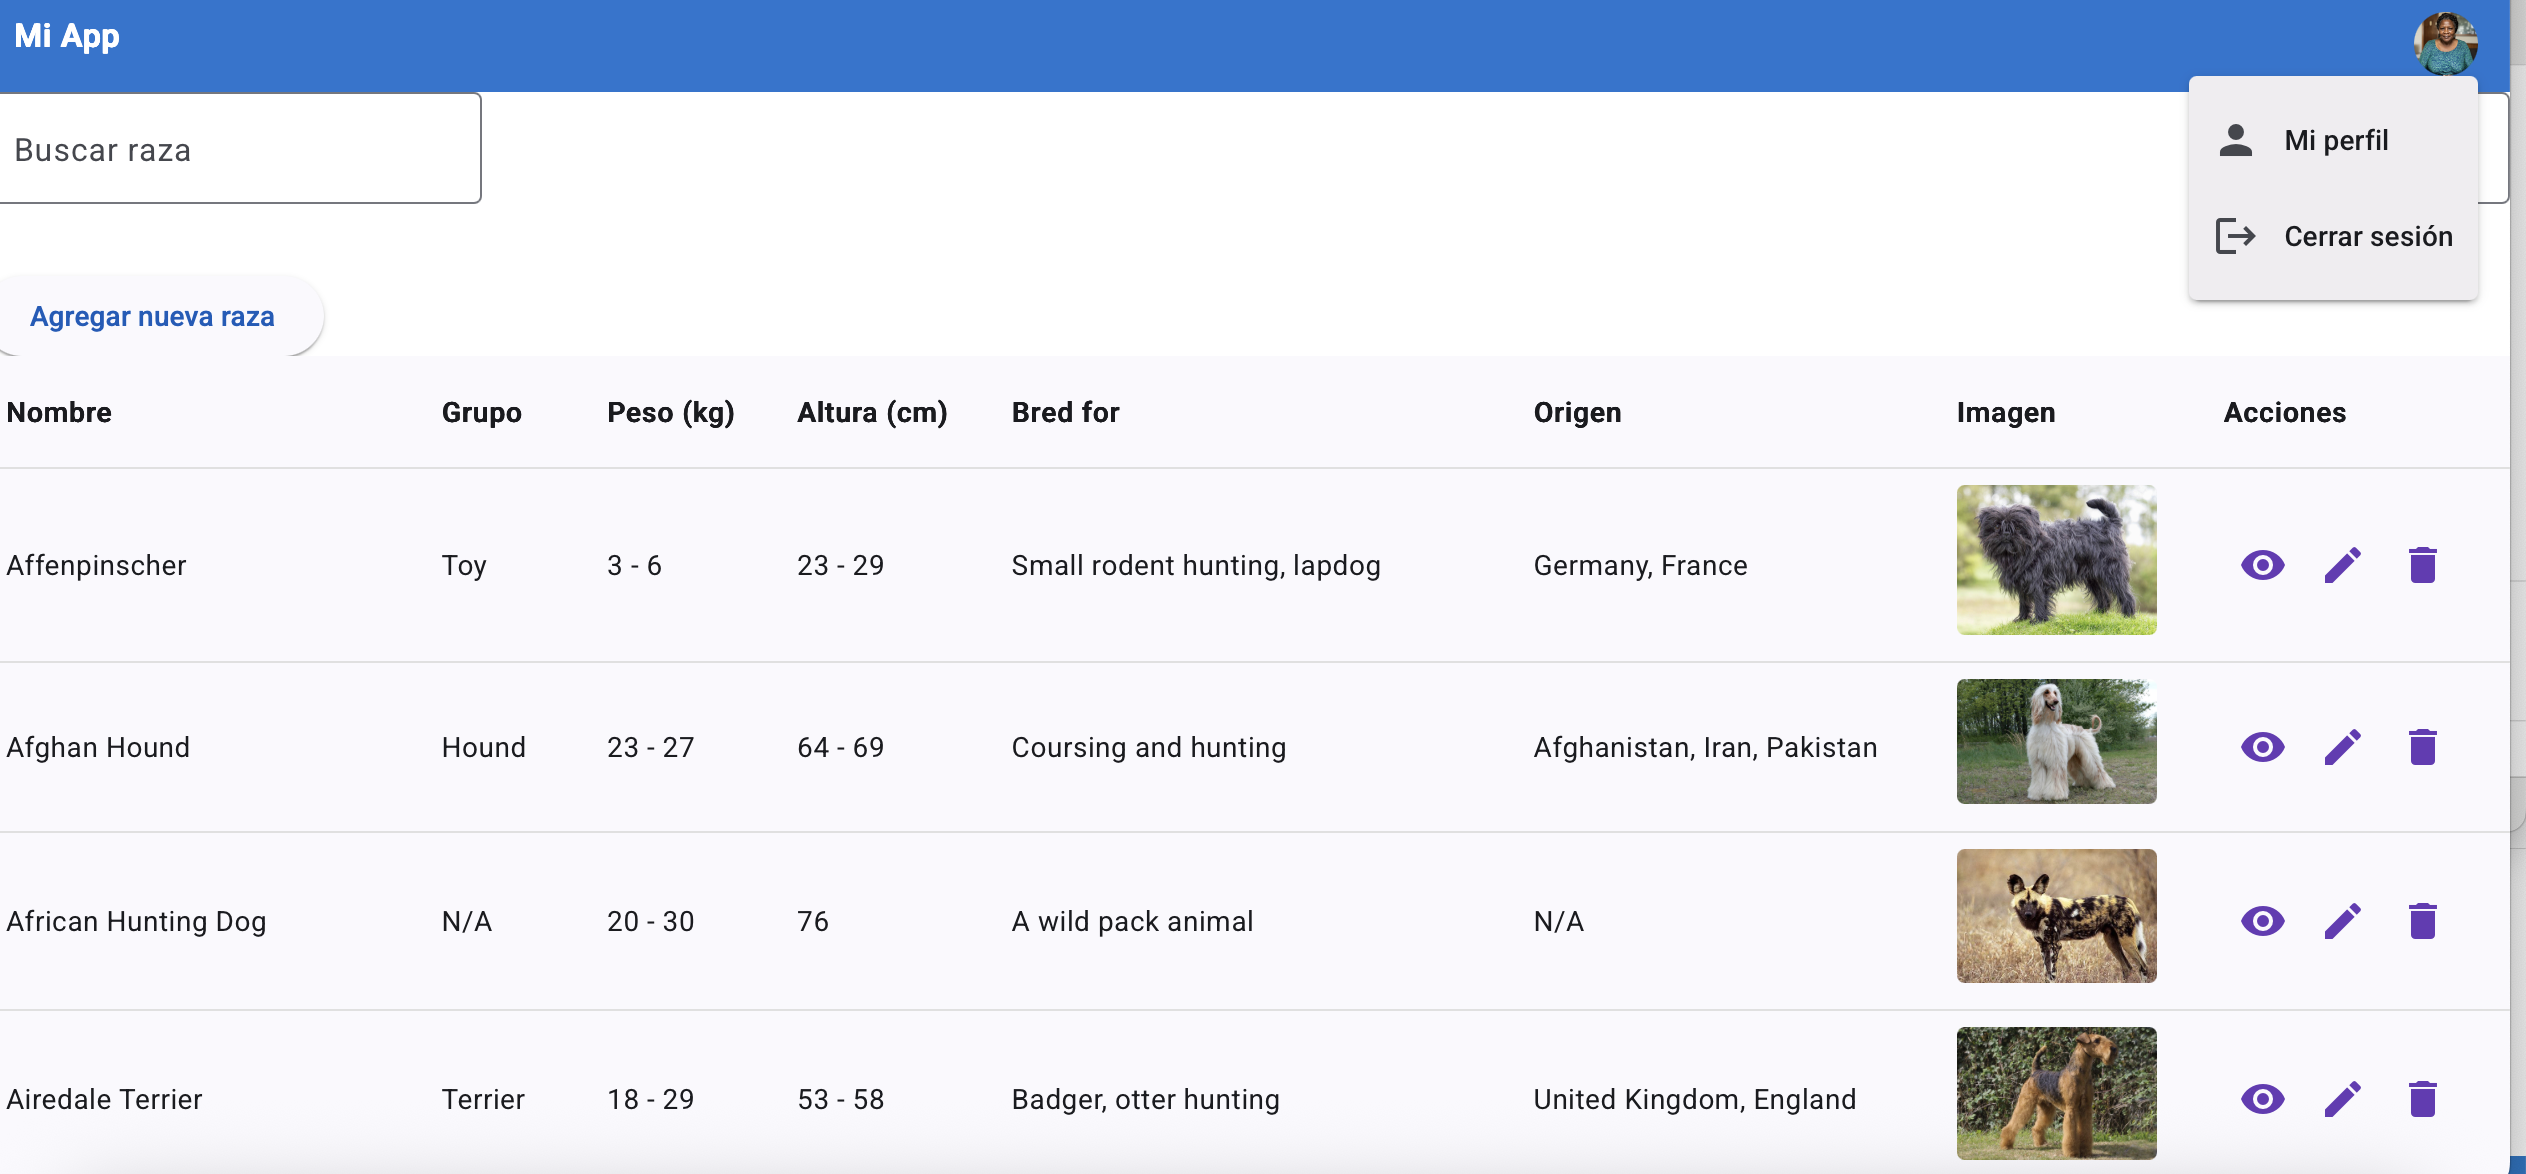 Mi App
Buscar raza
Mi perfil
Cerrar sesión
Agregar nueva raza
Nombre Grupo Peso (kg) Altura (cm) Bred for Origen Imagen Acciones
Affenpinscher Toy 3 - 6 23 - 29 Small rodent hunting, lapdog Germany, France
Afghan Hound Hound 23 - 27 64 - 69 Coursing and hunting Afghanistan, Iran, Pakistan
African Hunting Dog N/A 20 - 30 76 A wild pack animal N/A
Airedale Terrier Terrier 18 - 29 53 - 58 Badger, otter hunting United Kingdom, England